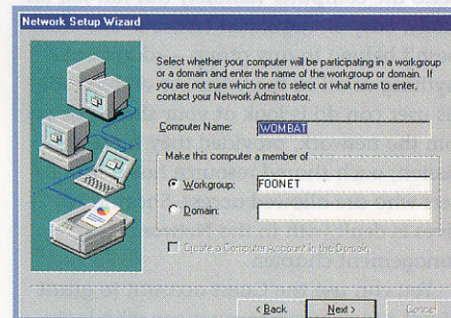 Network Setup Wizard
Select whether your computer will be participating in a workgroup
or a domain and enter the name of the workgroup or domain. If
you are not sure which one to select or what name to enter,
contact your Network Adminstrator.
Computer Name: WOMBAT
Make this computer a member of
Workgroup: FOONET
Domain:
Create a Computer Account in the Domain
< Back Next > Cancel